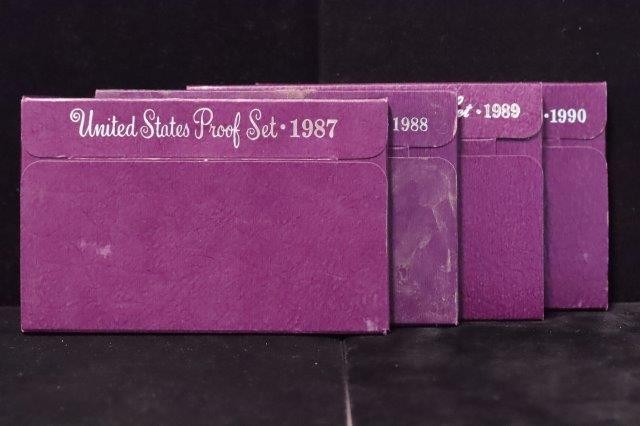 United States Proof Set • 1987
1988
et • 1989
• 1990